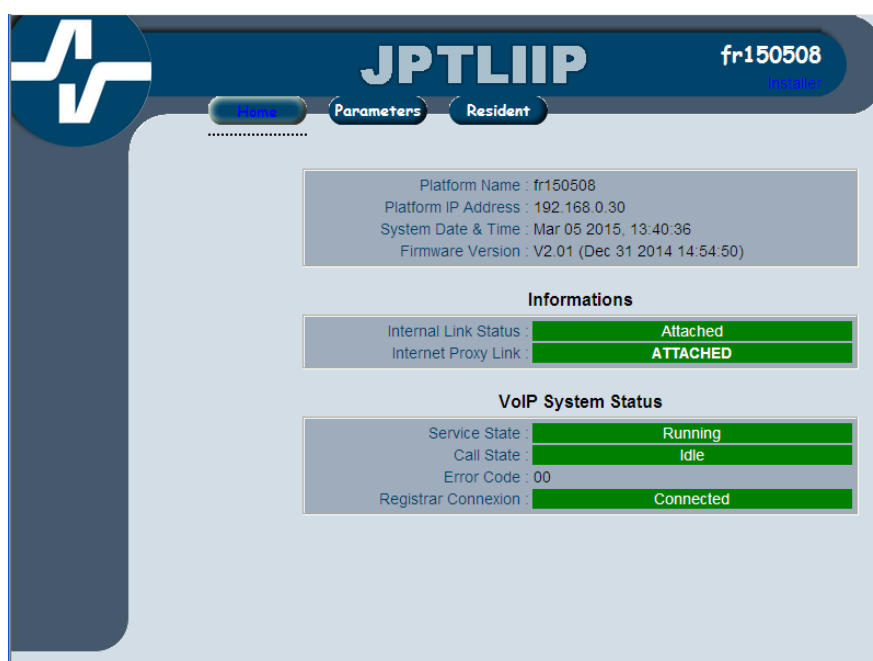 JPTLIIP
fr150508
Installer
Home Parameters Resident
Platform Name : fr150508
Platform IP Address : 192.168.0.30
System Date & Time : Mar 05 2015, 13:40:36
Firmware Version : V2.01 (Dec 31 2014 14:54:50)
Informations
Internal Link Status : Attached
Internet Proxy Link : ATTACHED
VoIP System Status
Service State : Running
Call State : Idle
Error Code : 00
Registrar Connexion : Connected